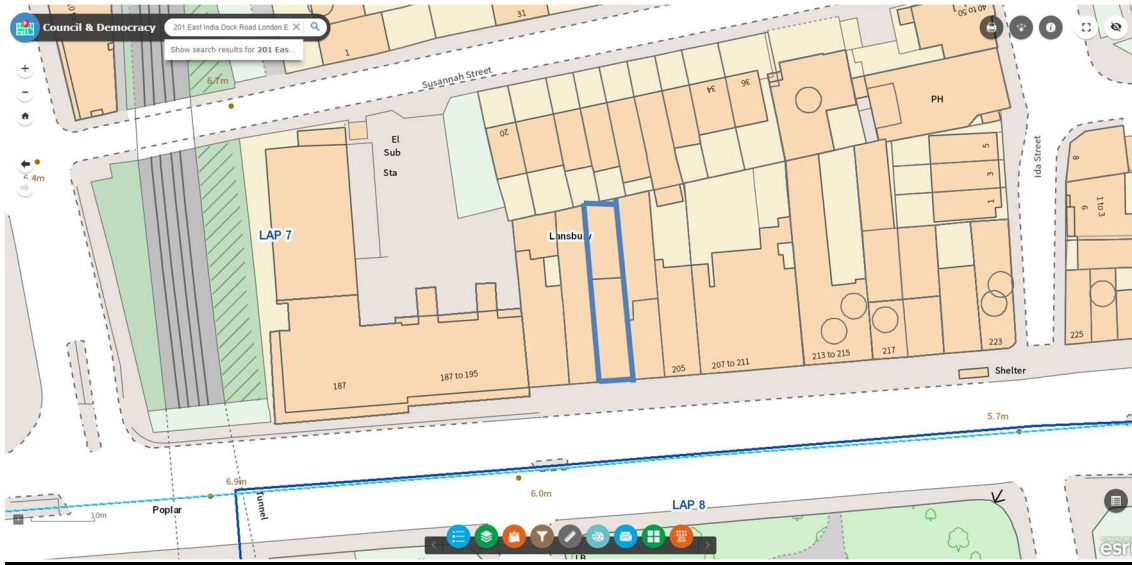 Council & Democracy
201 East India Dock Road London E
Show search results for 201 Eas...
31
1
40 to 50
6.7m
Susannah Street
34
36
PH
20
El
Sub
Sta
Ida Street
5
3
1
8
6
1 to 3
6.4m
LAP 7
Lansbury
187
187 to 195
205
207 to 211
213 to 215
217
223
225
Shelter
5.7m
6.9m
Tunnel
6.0m
Poplar
10m
LAP 8
LB
esri